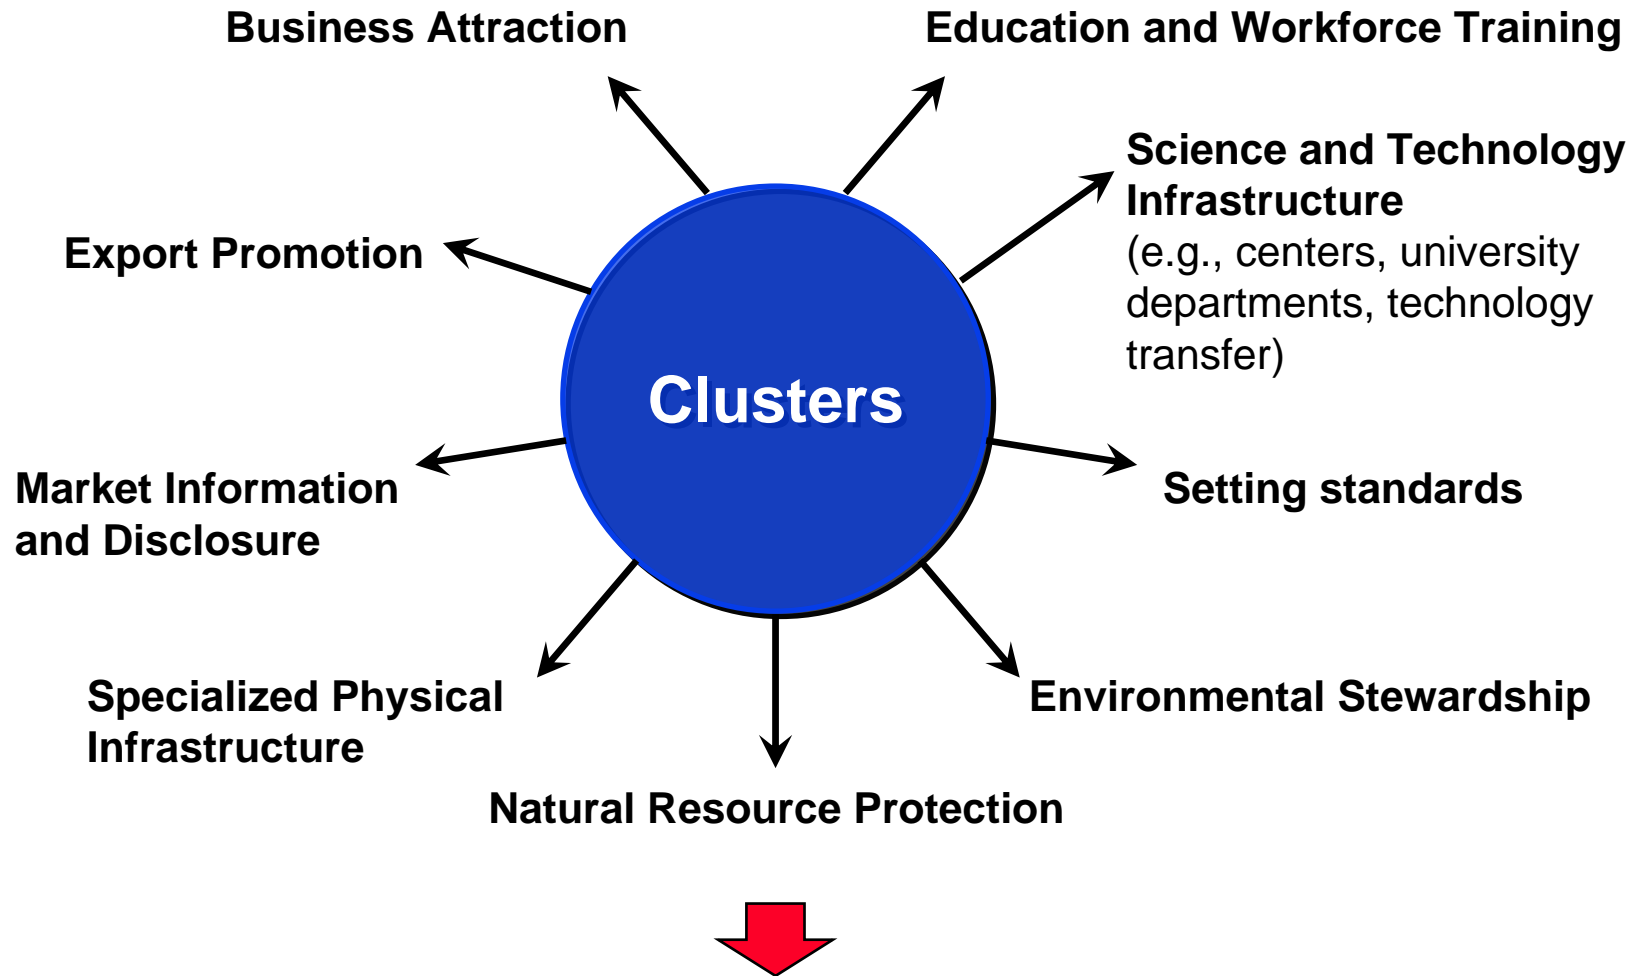 Business Attraction
Education and Workforce Training
Science and Technology
Infrastructure
(e.g., centers, university
departments, technology
transfer)
Export Promotion
Clusters
Market Information
and Disclosure
Setting standards
Specialized Physical
Infrastructure
Environmental Stewardship
Natural Resource Protection